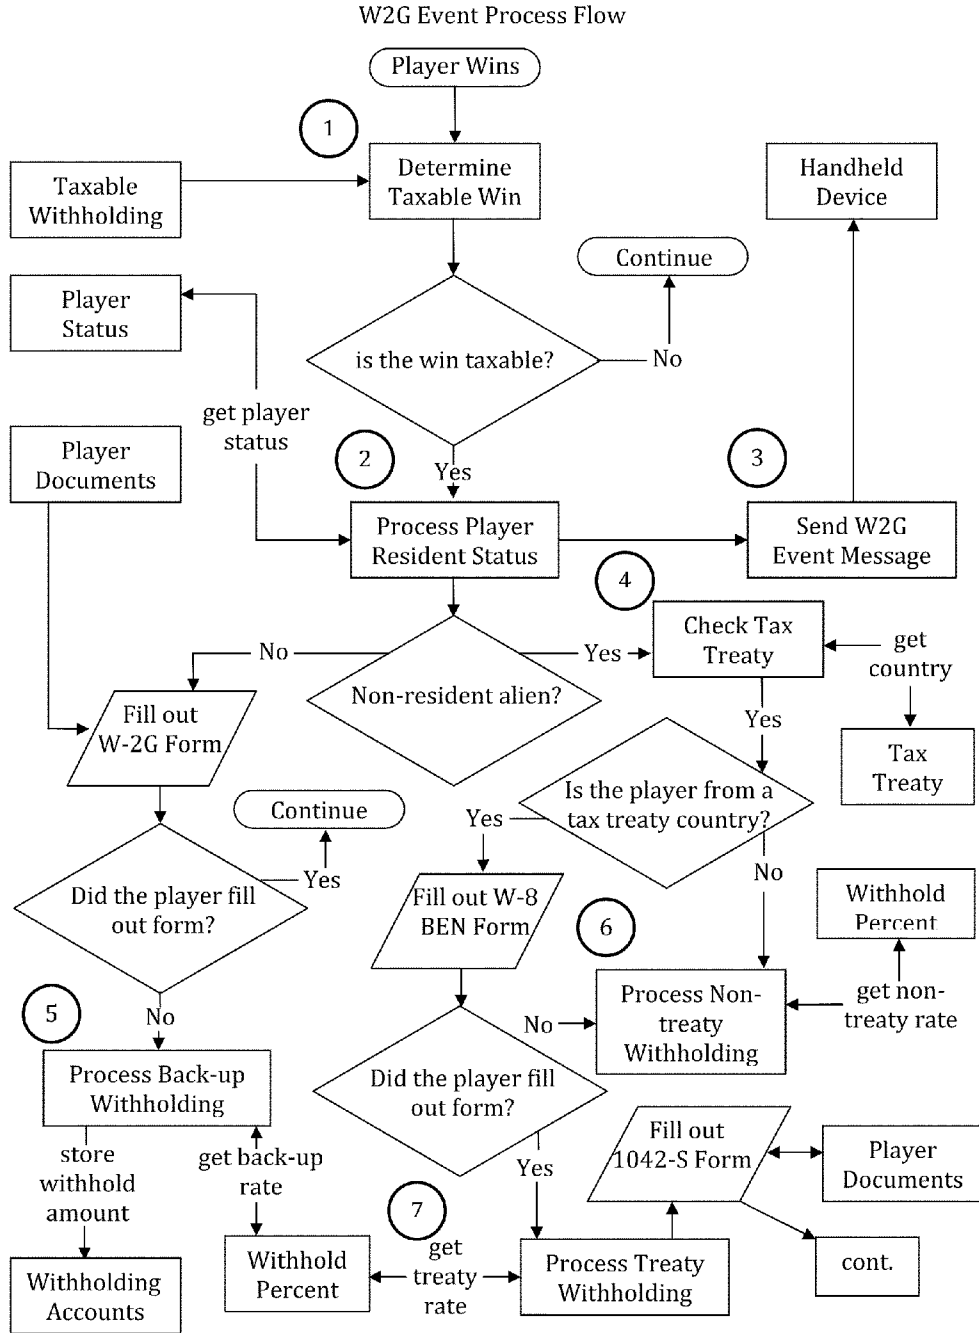 W2G Event Process Flow
Player Wins
1
Determine
Taxable Win
Handheld
Device
Taxable
Withholding
Continue
Player
Status
is the win taxable?
No
get player
status
Player
Documents
2
3
Yes
Process Player
Resident Status
Send W2G
Event Message
4
Check Tax
Treaty
No
Yes
get
country
Non-resident alien?
Fill out
W-2G Form
Yes
Tax
Treaty
Is the player from a
tax treaty country?
Continue
Yes
Yes
No
Did the player fill
out form?
Fill out W-8
BEN Form
Withhold
Percent
6
5
No
Process Non-
treaty
Withholding
get non-
treaty rate
No
Process Back-up
Withholding
Did the player fill
out form?
Fill out
1042-S Form
Player
Documents
store
withhold
amount
get back-up
rate
Yes
7
get
treaty
rate
Withhold
Percent
Process Treaty
Withholding
cont.
Withholding
Accounts